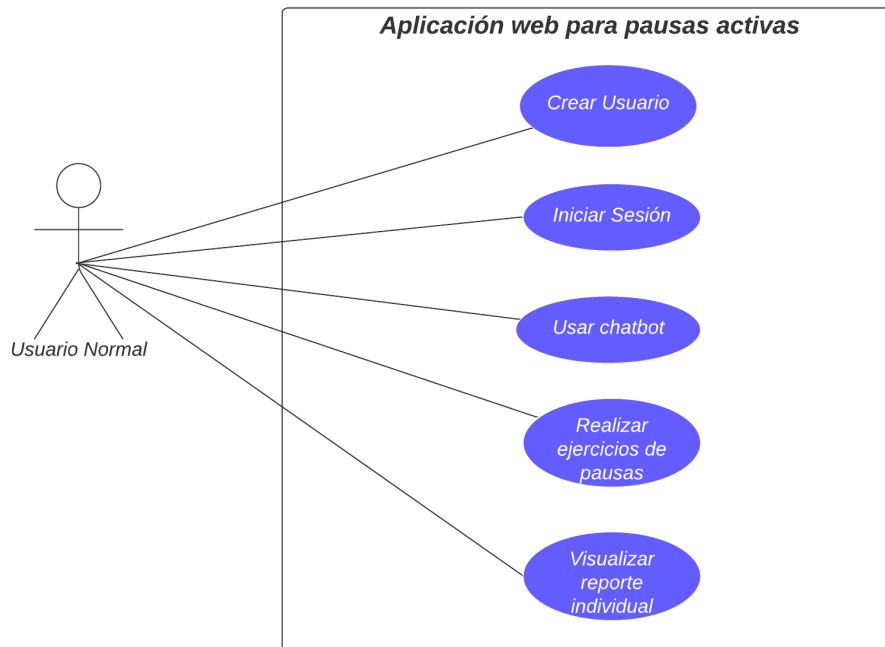 Aplicación web para pausas activas
Crear Usuario
Iniciar Sesión
Usar chatbot
Usuario Normal
Realizar
ejercicios de
pausas
Visualizar
reporte
individual